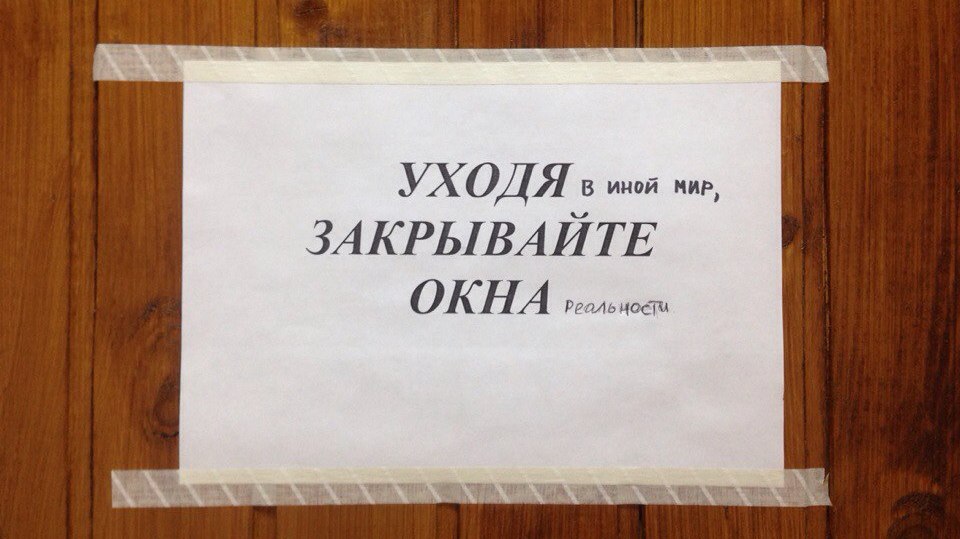 УХОДЯ в иной мир,
ЗАКРЫВАЙТЕ
ОКНА реальности